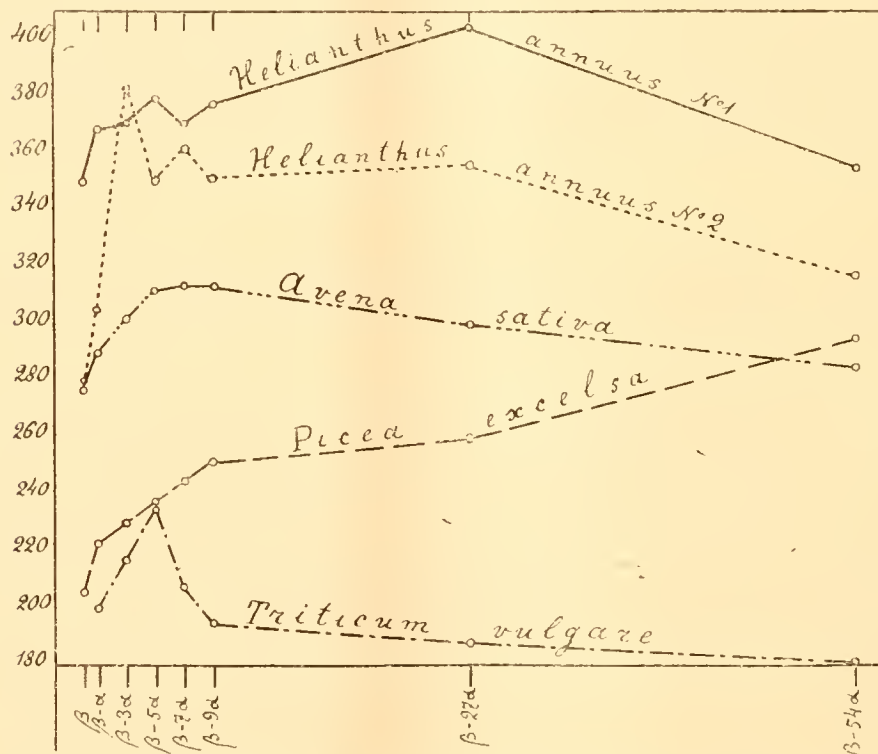 400
380
360
340
320
300
280
260
240
220
200
180
Helianthus annuus №1
Helianthus annuus №2
Avena sativa
Picea excelsa
Triticum vulgare
β
β-α
β-3α
β-5α
β-7α
β-9α
β-27α
β-54α